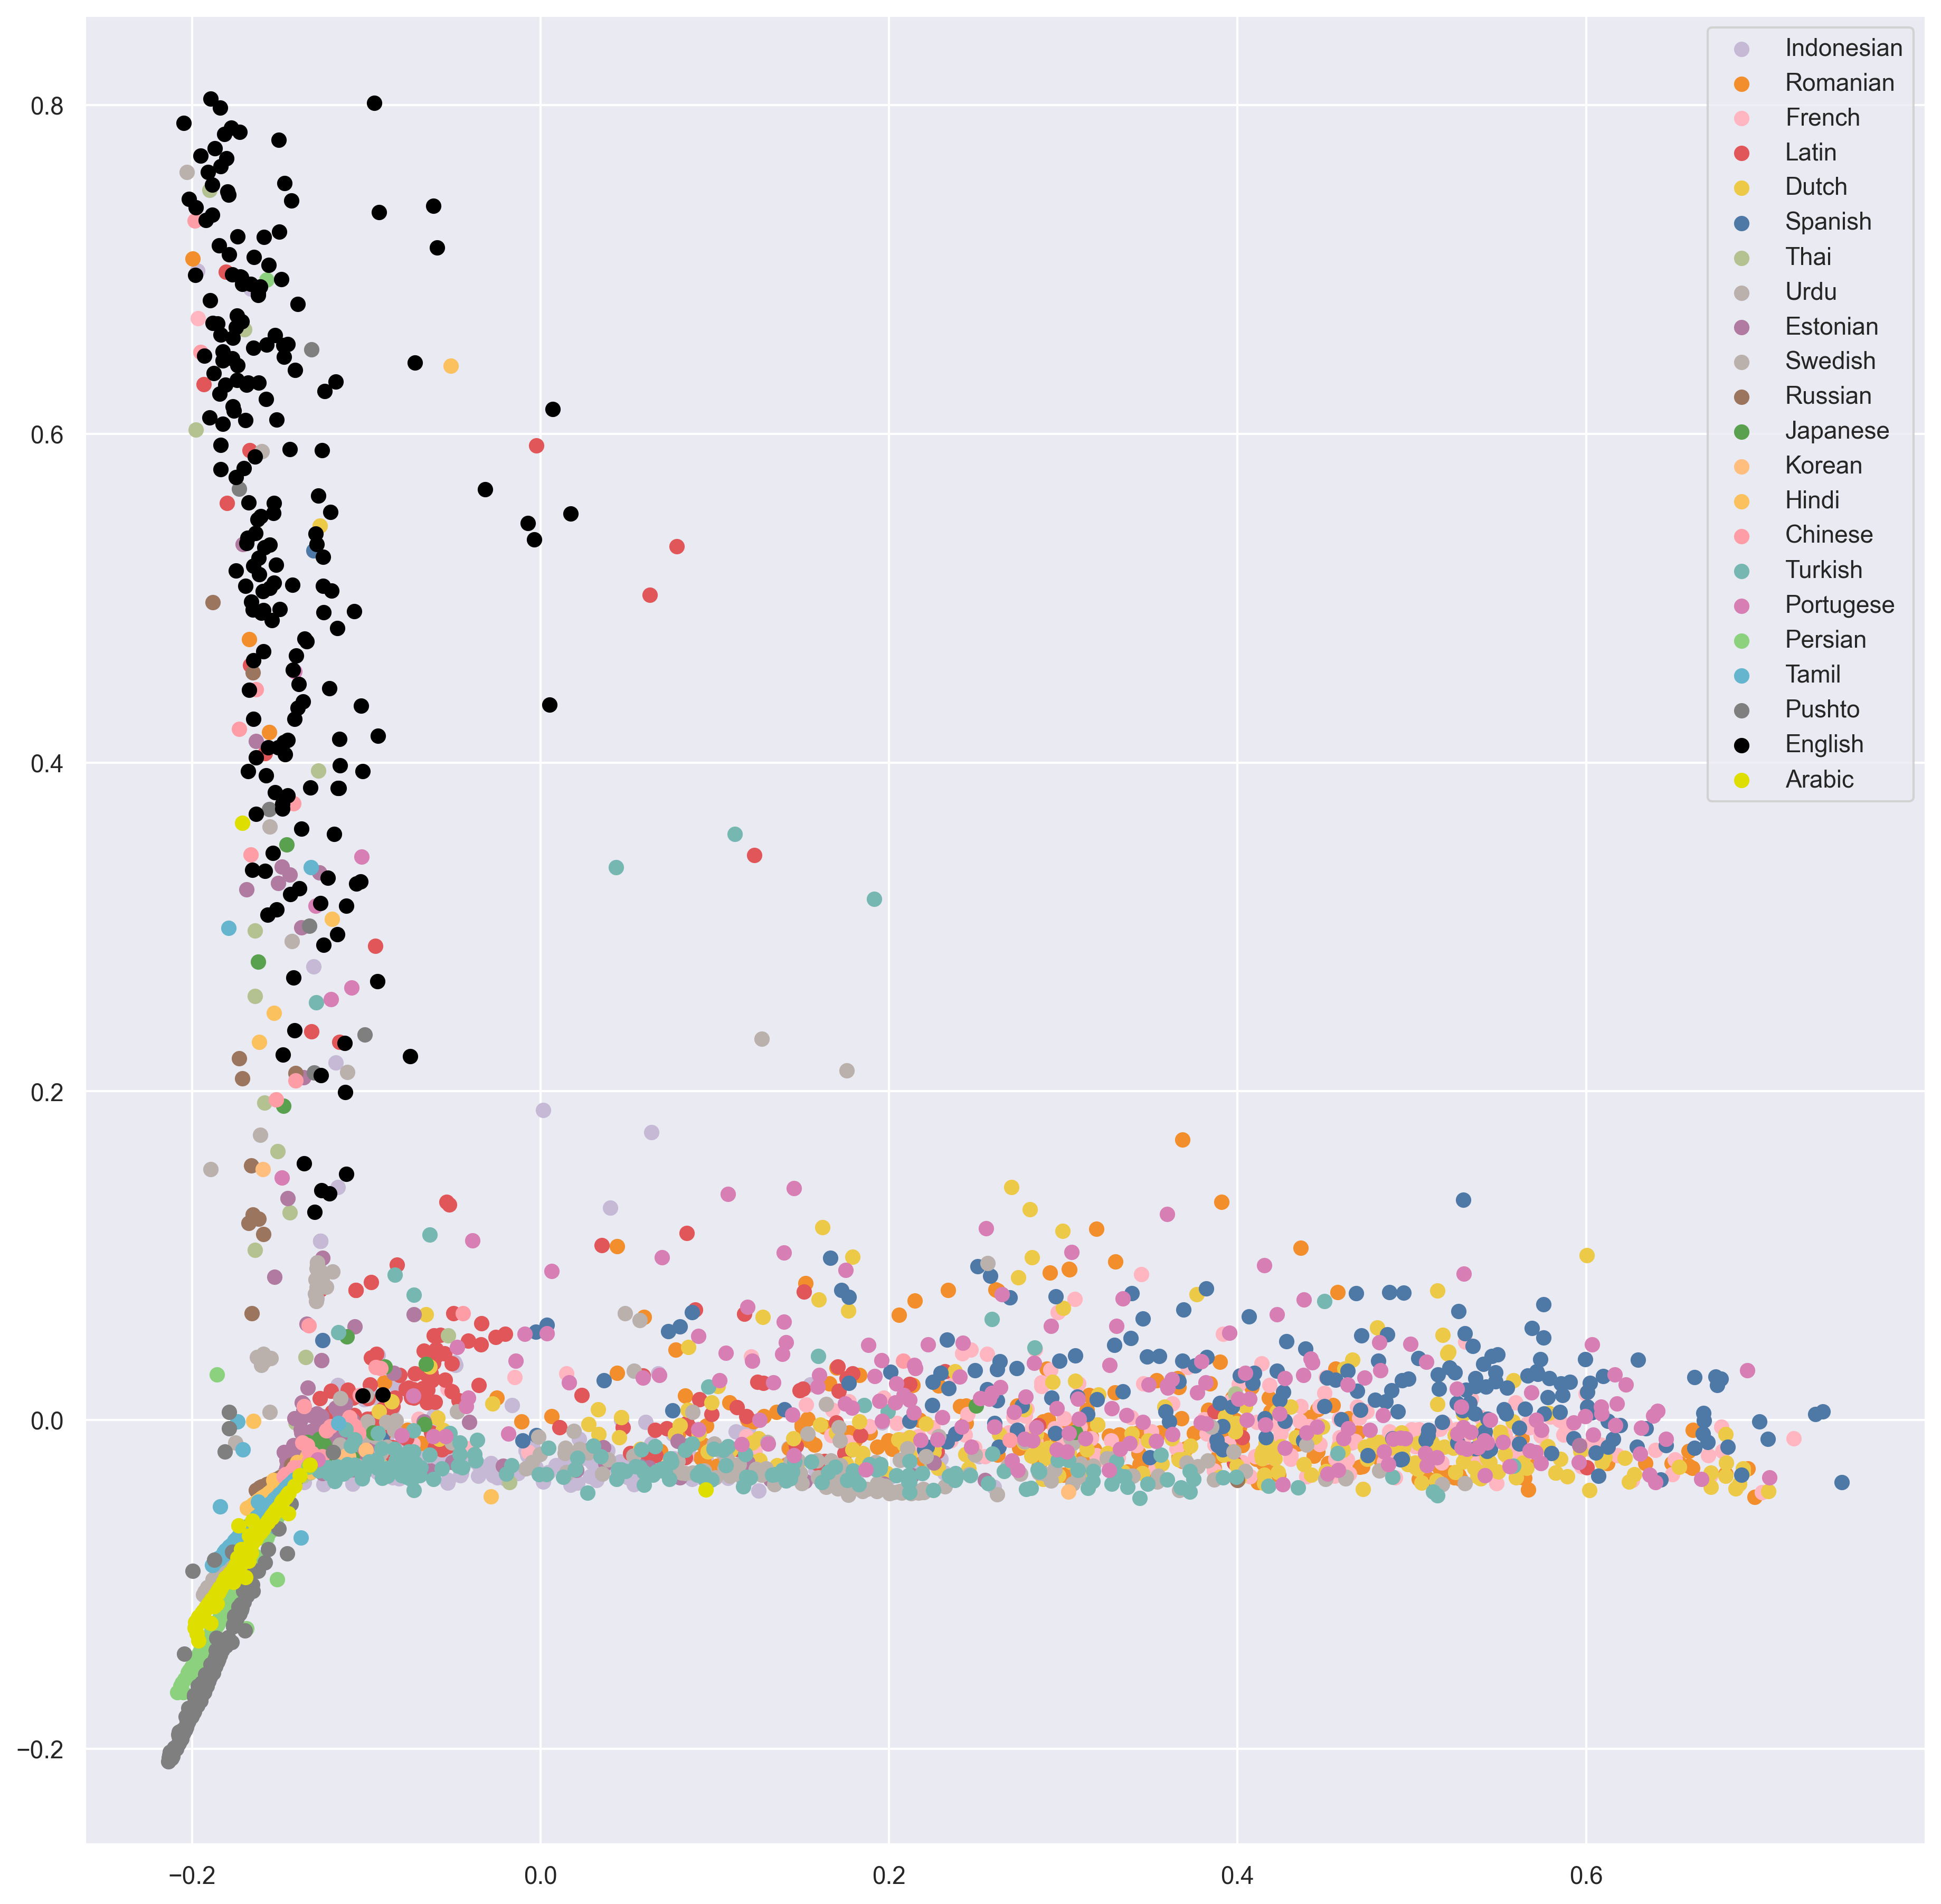 0.8
0.6
0.4
0.2
0.0
−0.2
−0.2
0.0
0.2
0.4
0.6
Indonesian
Romanian
French
Latin
Dutch
Spanish
Thai
Urdu
Estonian
Swedish
Russian
Japanese
Korean
Hindi
Chinese
Turkish
Portugese
Persian
Tamil
Pushto
English
Arabic